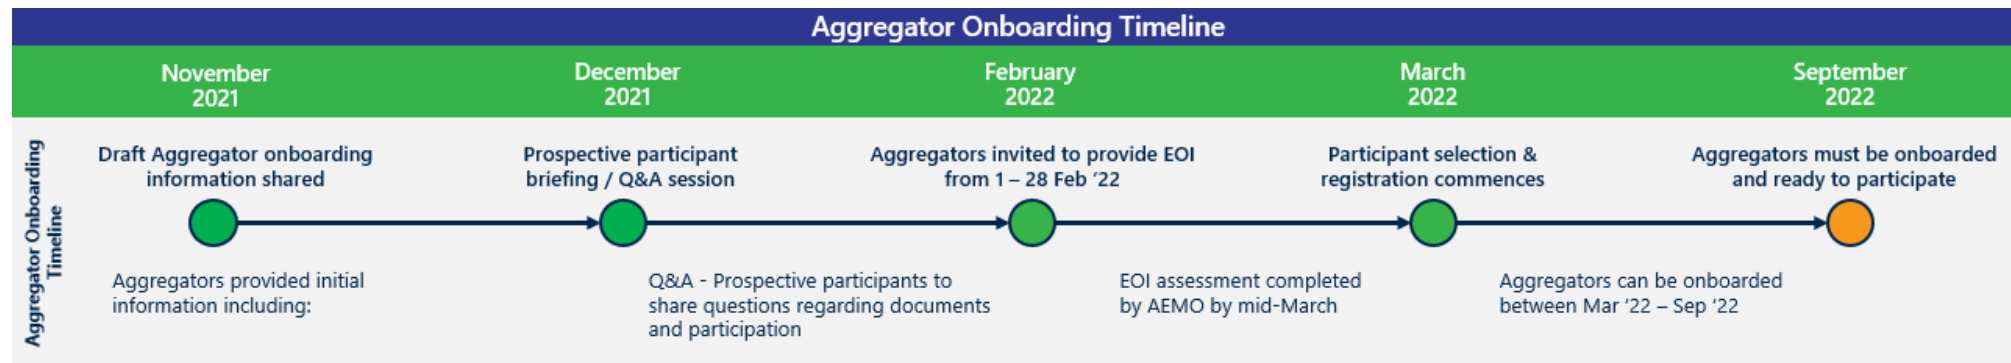 Aggregator Onboarding Timeline
November
2021
December
2021
February
2022
March
2022
September
2022
Aggregator Onboarding
Timeline
Draft Aggregator onboarding
information shared
Prospective participant
briefing / Q&A session
Aggregators invited to provide EOI
from 1 – 28 Feb ‘22
Participant selection &
registration commences
Aggregators must be onboarded
and ready to participate
Aggregators provided initial
information including:
Q&A - Prospective participants to
share questions regarding documents
and participation
EOI assessment completed
by AEMO by mid-March
Aggregators can be onboarded
between Mar ‘22 – Sep ‘22